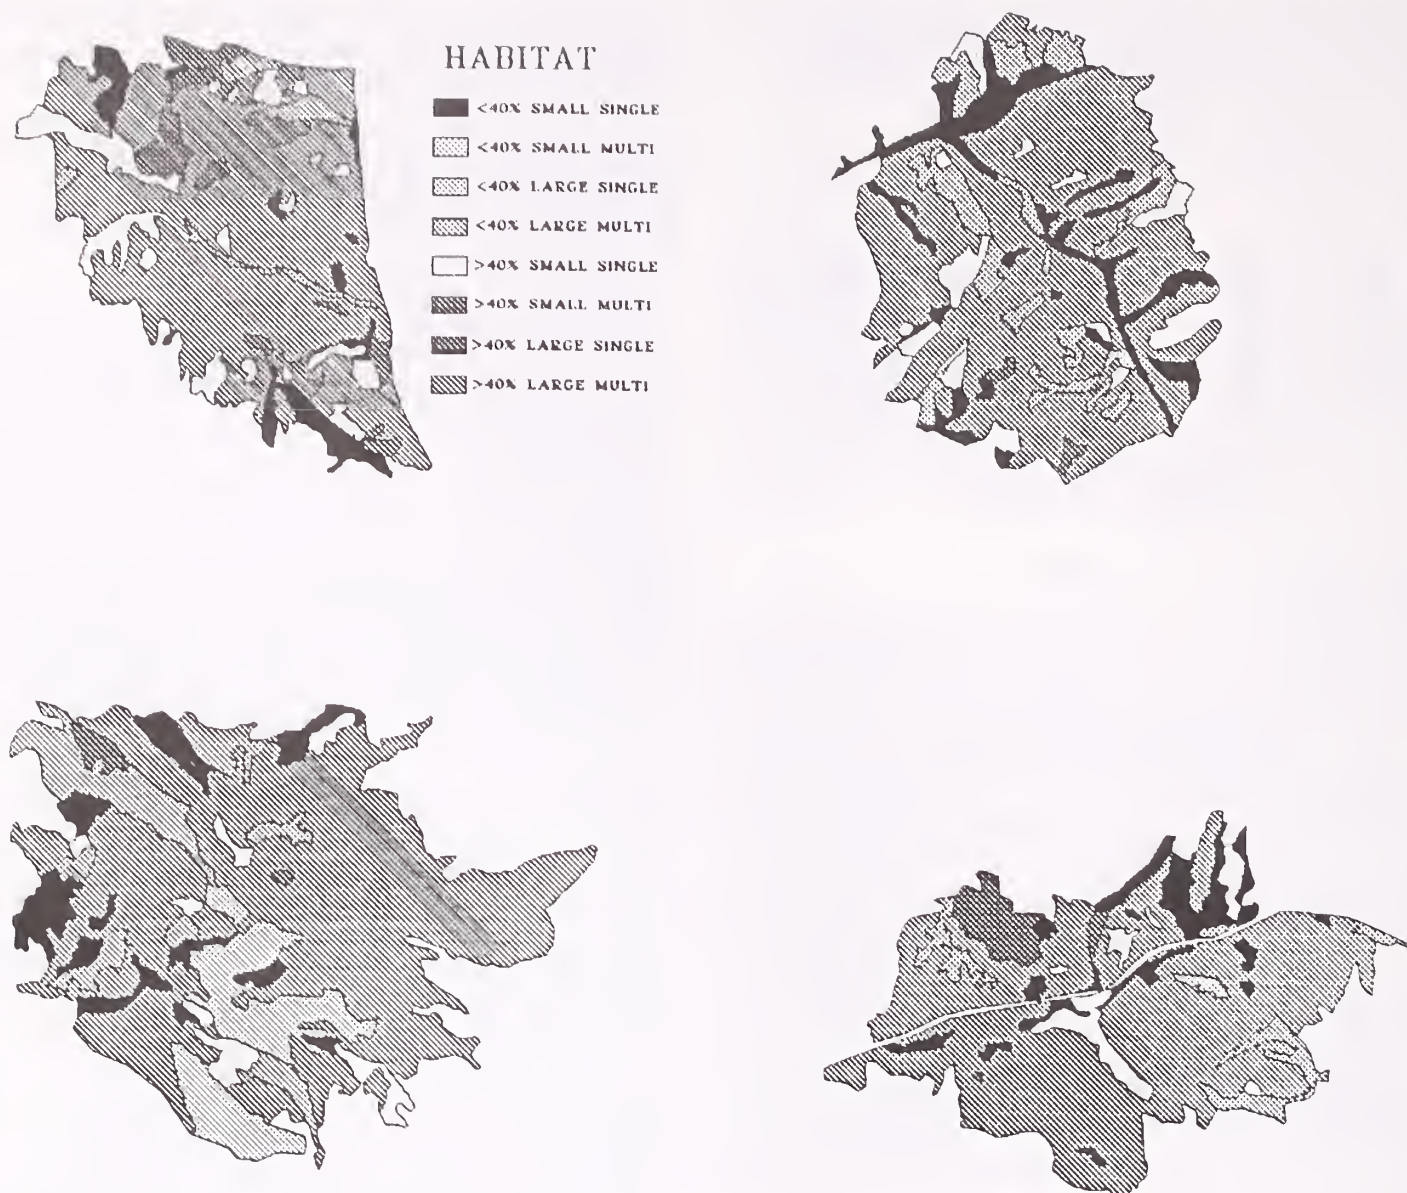 HABITAT
<40% SMALL SINGLE
<40% SMALL MULTI
<40% LARGE SINGLE
<40% LARGE MULTI
>40% SMALL SINGLE
>40% SMALL MULTI
>40% LARGE SINGLE
>40% LARGE MULTI